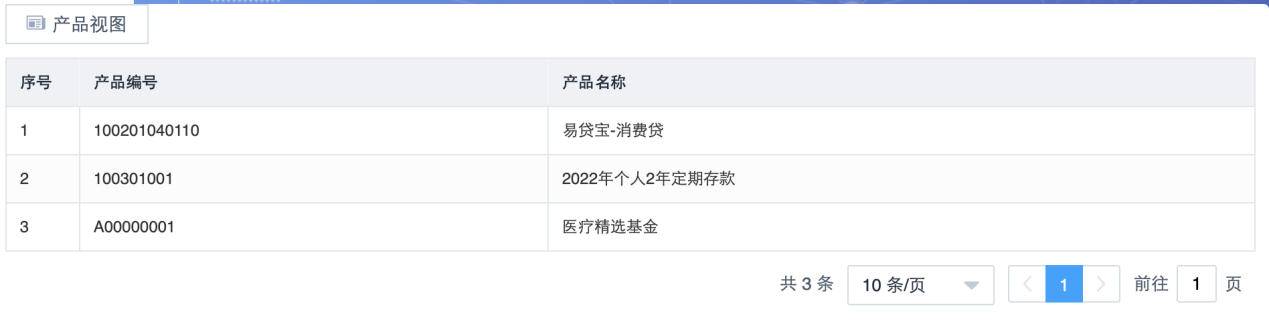 产品视图
序号 产品编号 产品名称
1 100201040110 易贷宝-消费贷
2 100301001 2022年个人2年定期存款
3 A00000001 医疗精选基金
共 3 条 10 条/页 1 前往 1 页